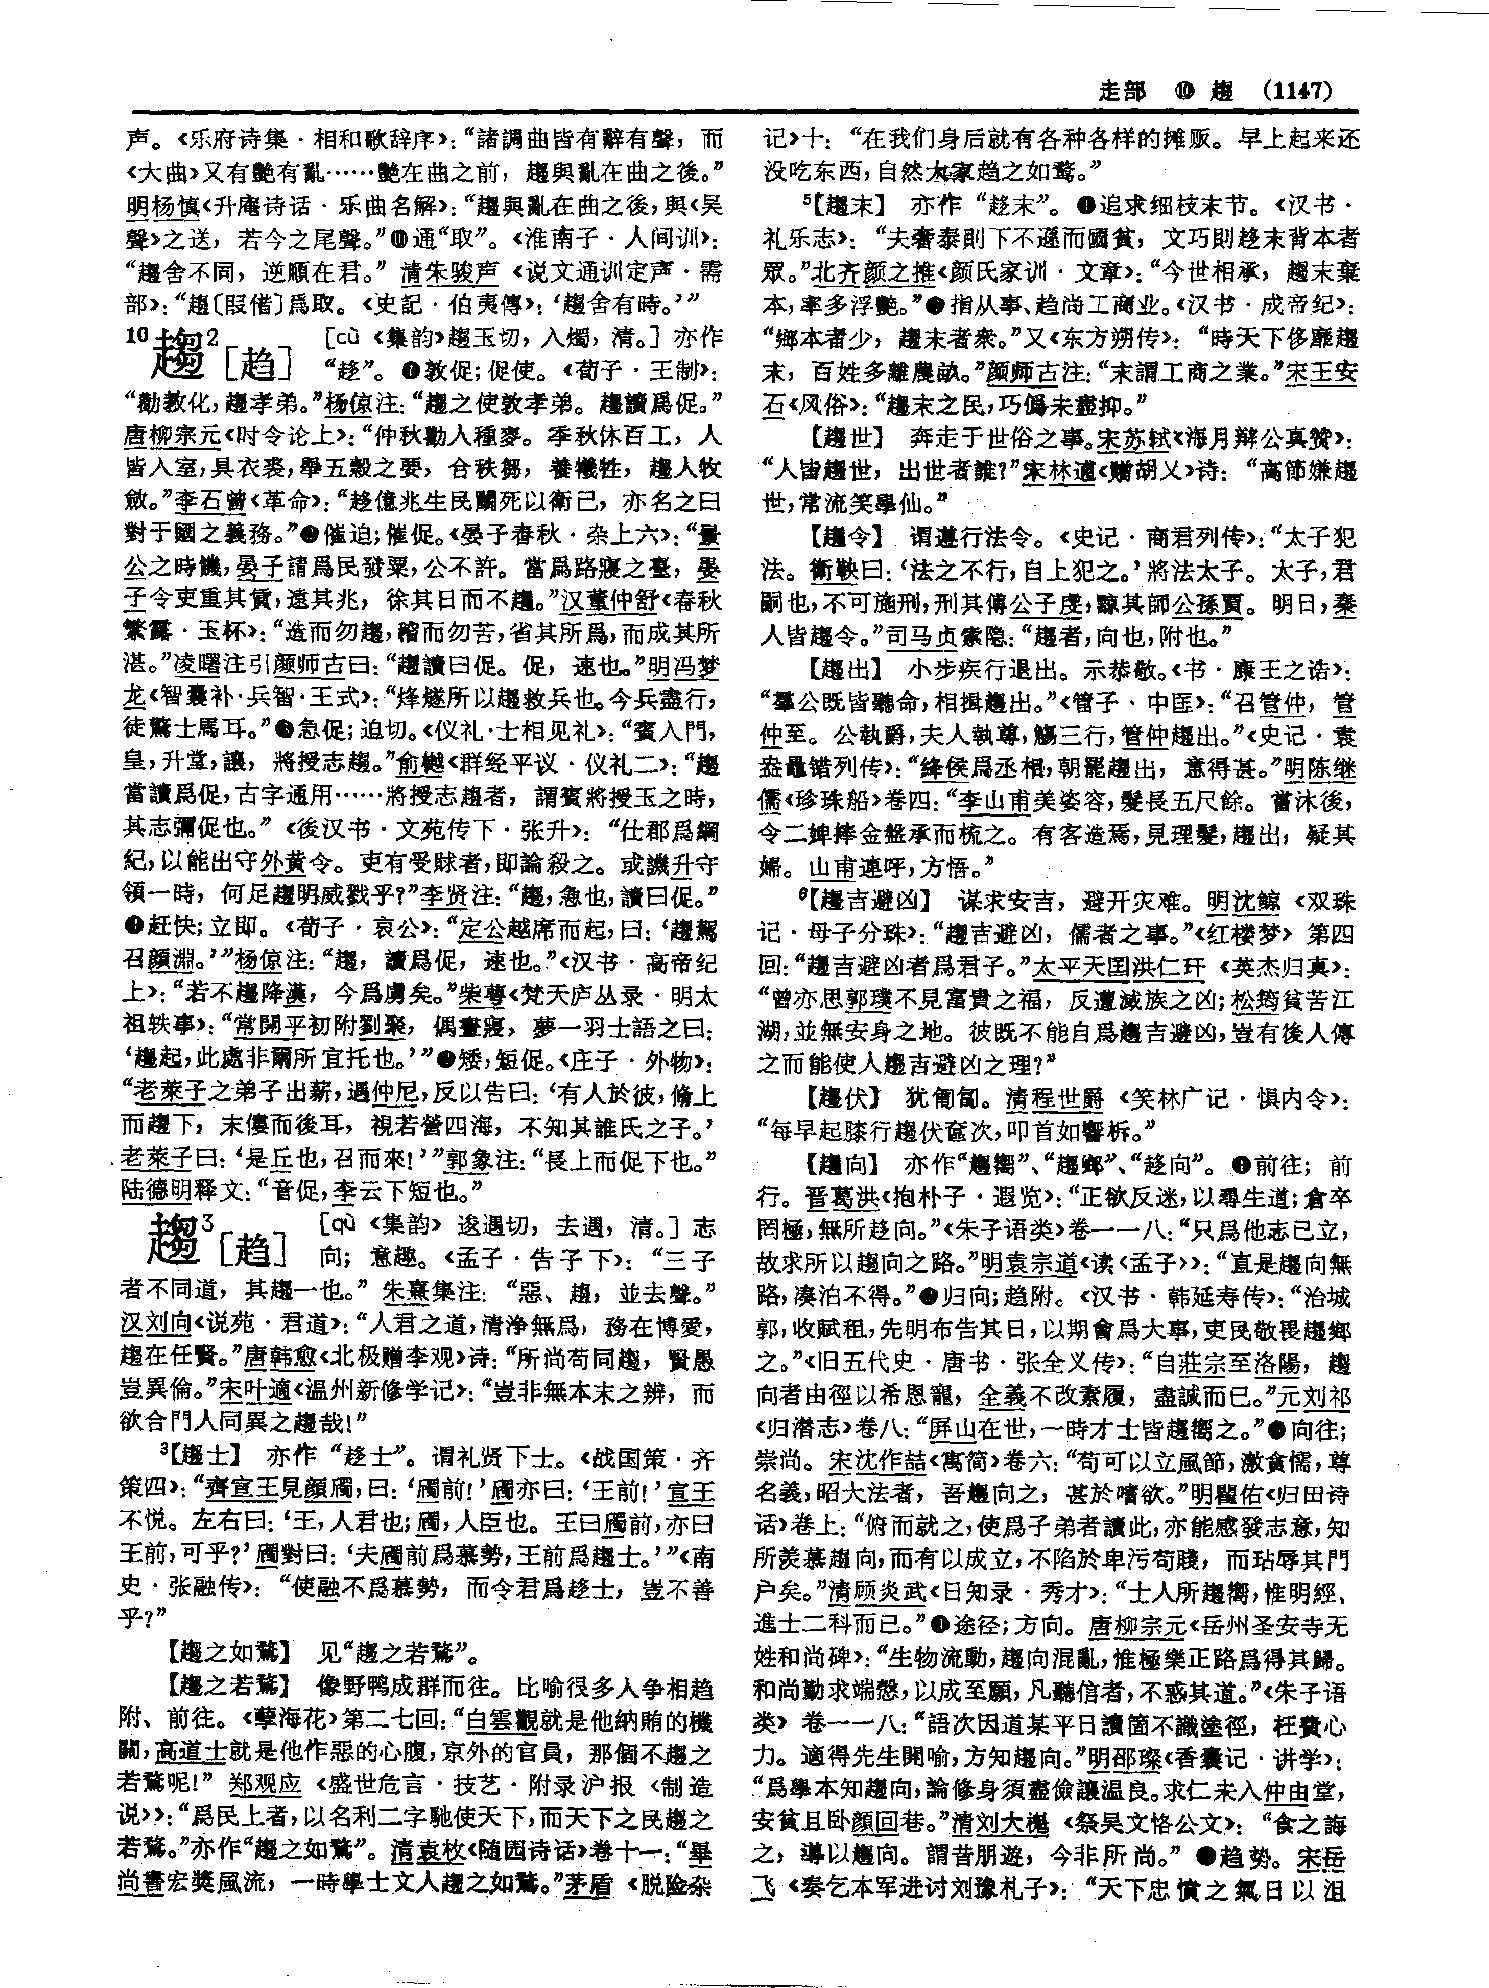 走部 ⑩ 趨 (1147)
声。《乐府诗集·相和歌辞序》：“諸調曲皆有辭有聲，而
《大曲》又有艷有亂……艷在曲之前，趨與亂在曲之後。”
明杨慎《升庵诗话·乐曲名解》：“趨與亂在曲之後，與《吴
聲》之送，若今之尾聲。”⑩通“取”。《淮南子·人间训》：
“趨舍不同，逆順在君。”清朱骏声《说文通训定声·需
部》：“趨〔叚偺〕爲取。《史記·伯夷傳》：‘趨舍有時。’”
10趨2［趋］ ［cù《集韵》趨玉切，入燭，清。］亦作
“趍”。❶敦促；促使。《荀子·王制》：
“勸教化，趨孝弟。”杨倞注：“趨之使敦孝弟。趨讀爲促。”
唐柳宗元《时令论上》：“仲秋勸人種麥。季秋休百工，人
皆入室，具衣裘，舉五穀之要，合秩芻，養犧牲，趨人牧
斂。”李石曾《革命》：“趍億兆生民鬭死以衛己，亦名之曰
對于國之義務。”❷催迫；催促。《晏子春秋·杂上六》：“景
公之時饑，晏子請爲民發粟，公不許。當爲路寢之臺，晏
子令吏重其賃，遠其兆，徐其日而不趨。”汉董仲舒《春秋
繁露·玉杯》：“造而勿趨，稽而勿苦，省其所爲，而成其所
湛。”凌曙注引颜师古曰：“趨讀曰促。促，速也。”明冯梦
龙《智囊补·兵智·王式》：“烽燧所以趨救兵也。今兵盡行，
徒驚士馬耳。”❸急促；迫切。《仪礼·士相见礼》：“賓入門，
皇，升堂，讓，將授志趨。”俞樾《群经平议·仪礼二》：“趨
當讀爲促，古字通用……將授志趨者，謂賓將授玉之時，
其志彌促也。”《後汉书·文苑传下·张升》：“仕郡爲綱
紀，以能出守外黄令。吏有受賕者，即論殺之。或譏升守
領一時，何足趨明威戮乎？”李贤注：“趨，急也，讀曰促。”
❹赶快；立即。《荀子·哀公》：“定公越席而起，曰：‘趨駕
召顔淵。’”杨倞注：“趨，讀爲促，速也。”《汉书·高帝纪
上》：“若不趨降漢，今爲虜矣。”柴萼《梵天庐丛录·明太
祖轶事》：“常開平初附劉聚，偶晝寢，夢一羽士語之曰：
‘趨起，此處非爾所宜托也。’”❺矮；短促。《庄子·外物》：
“老萊子之弟子出薪，遇仲尼，反以告曰：‘有人於彼，脩上
而趨下，末僂而後耳，視若營四海，不知其誰氏之子。’
老萊子曰：‘是丘也，召而來！’”郭象注：“長上而促下也。”
陆德明释文：“音促，李云下短也。”
趨3［趋］ ［qù《集韵》逡遇切，去遇，清。］志
向；意趣。《孟子·告子下》：“三子
者不同道，其趨一也。”朱熹集注：“惡、趨，並去聲。”
汉刘向《说苑·君道》：“人君之道，清浄無爲，務在博愛，
趨在任賢。”唐韩愈《北极赠李观》诗：“所尚苟同趨，賢愚
豈異倫。”宋叶適《温州新修学记》：“豈非無本末之辨，而
欲合門人同異之趨哉！”
3【趨士】 亦作“趍士”。谓礼贤下士。《战国策·齐
策四》：“齊宣王見顔斶，曰：‘斶前！’斶亦曰：‘王前！’宣王
不悦。左右曰：‘王，人君也；斶，人臣也。王曰斶前，亦曰
王前，可乎？’斶對曰：‘夫斶前爲慕勢，王前爲趨士。’”《南
史·张融传》：“使融不爲慕勢，而令君爲趍士，豈不善
乎？”
【趨之如鶩】 见“趨之若鶩”。
【趨之若鶩】 像野鸭成群而往。比喻很多人争相趋
附、前往。《孽海花》第二七回：“白雲觀就是他納賄的機
關，高道士就是他作惡的心腹，京外的官員，那個不趨之
若鶩呢！”郑观应《盛世危言·技艺·附录沪报〈制造
说〉》：“爲民上者，以名利二字馳使天下，而天下之民趨之
若鶩。”亦作“趨之如鶩”。清袁枚《随园诗话》卷十一：“畢
尚書宏奬風流，一時學士文人趨之如鶩。”茅盾《脱险杂
记》十：“在我们身后就有各种各样的摊贩。早上起来还
没吃东西，自然大家趋之如鹜。”
5【趨末】 亦作“趍末”。❶追求细枝末节。《汉书·
礼乐志》：“夫奢泰則下不遜而國貧，文巧則趍末背本者
眾。”北齐颜之推《颜氏家训·文章》：“今世相承，趨末棄
本，率多浮艷。”❷指从事、趋尚工商业。《汉书·成帝纪》：
“鄉本者少，趨末者衆。”又《东方朔传》：“時天下侈靡趨
末，百姓多離農畝。”颜师古注：“末謂工商之業。”宋王安
石《风俗》：“趨末之民，巧僞未盡抑。”
【趨世】 奔走于世俗之事。宋苏轼《海月辩公真赞》：
“人皆趨世，出世者誰？”宋林逋《赠胡乂》诗：“高節嫌趨
世，常流笑學仙。”
【趨令】 谓遵行法令。《史记·商君列传》：“太子犯
法。衛鞅曰：‘法之不行，自上犯之。’將法太子。太子，君
嗣也，不可施刑，刑其傅公子虔，黥其師公孫賈。明日，秦
人皆趨令。”司马贞索隐：“趨者，向也，附也。”
【趨出】 小步疾行退出。示恭敬。《书·康王之诰》：
“羣公既皆聽命，相揖趨出。”《管子·中匡》：“召管仲，管
仲至。公執爵，夫人執尊，觴三行，管仲趨出。”《史记·袁
盎鼂错列传》：“絳侯爲丞相，朝罷趨出，意得甚。”明陈继
儒《珍珠船》卷四：“李山甫美姿容，髮長五尺餘。嘗沐後，
令二婢捧金盤承而梳之。有客造焉，見理髮，趨出，疑其
婦。山甫連呼，方悟。”
6【趨吉避凶】 谋求安吉，避开灾难。明沈鲸《双珠
记·母子分珠》：“趨吉避凶，儒者之事。”《红楼梦》第四
回：“趨吉避凶者爲君子。”太平天国洪仁玕《英杰归真》：
“曾亦思郭璞不見富貴之福，反遭滅族之凶；松筠貧苦江
湖，並無安身之地。彼既不能自爲趨吉避凶，豈有後人傳
之而能使人趨吉避凶之理？”
【趨伏】 犹匍匐。清程世爵《笑林广记·惧内令》：
“每早起膝行趨伏奩次，叩首如響柝。”
【趨向】 亦作“趨嚮”、“趨鄉”、“趍向”。❶前往；前
行。晋葛洪《抱朴子·遐览》：“正欲反迷，以尋生道；倉卒
罔極，無所趍向。”《朱子语类》卷一一八：“只爲他志已立，
故求所以趨向之路。”明袁宗道《读〈孟子〉》：“直是趨向無
路，湊泊不得。”❷归向；趋附。《汉书·韩延寿传》：“治城
郭，收賦租，先明布告其日，以期會爲大事，吏民敬畏趨鄉
之。”《旧五代史·唐书·张全义传》：“自莊宗至洛陽，趨
向者由徑以希恩寵，全義不改素履，盡誠而已。”元刘祁
《归潜志》卷八：“屏山在世，一時才士皆趨嚮之。”❸向往；
崇尚。宋沈作喆《寓简》卷六：“苟可以立風節，激貪懦，尊
名義，昭大法者，吾趨向之，甚於嗜欲。”明瞿佑《归田诗
话》卷上：“俯而就之，使爲子弟者讀此，亦能感發志意，知
所羡慕趨向，而有以成立，不陷於卑污苟賤，而玷辱其門
户矣。”清顾炎武《日知录·秀才》：“士人所趨嚮，惟明經、
進士二科而已。”❹途径；方向。唐柳宗元《岳州圣安寺无
姓和尚碑》：“生物流動，趨向混亂，惟極樂正路爲得其歸。
和尚勤求端慤，以成至願，凡聽信者，不惑其道。”《朱子语
类》卷一一八：“語次因道某平日讀箇不識塗徑，枉費心
力。適得先生開喻，方知趨向。”明邵璨《香囊记·讲学》：
“爲學本知趨向，論修身須盡儉讓温良。求仁未入仲由堂，
安貧且卧顔回巷。”清刘大櫆《祭吴文恪公文》：“食之誨
之，導以趨向。謂昔朋遊，今非所尚。”❺趋势。宋岳
飞《奏乞本军进讨刘豫札子》：“天下忠憤之氣日以沮